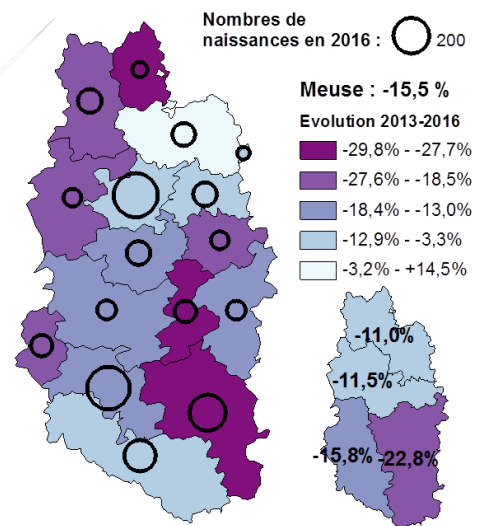 Nombres de
naissances en 2016 : 200
Meuse : -15,5 %
Evolution 2013-2016
-29,8% - -27,7%
-27,6% - -18,5%
-18,4% - -13,0%
-12,9% - -3,3%
-3,2% - +14,5%
-11,0%
-11,5%
-15,8%
-22,8%